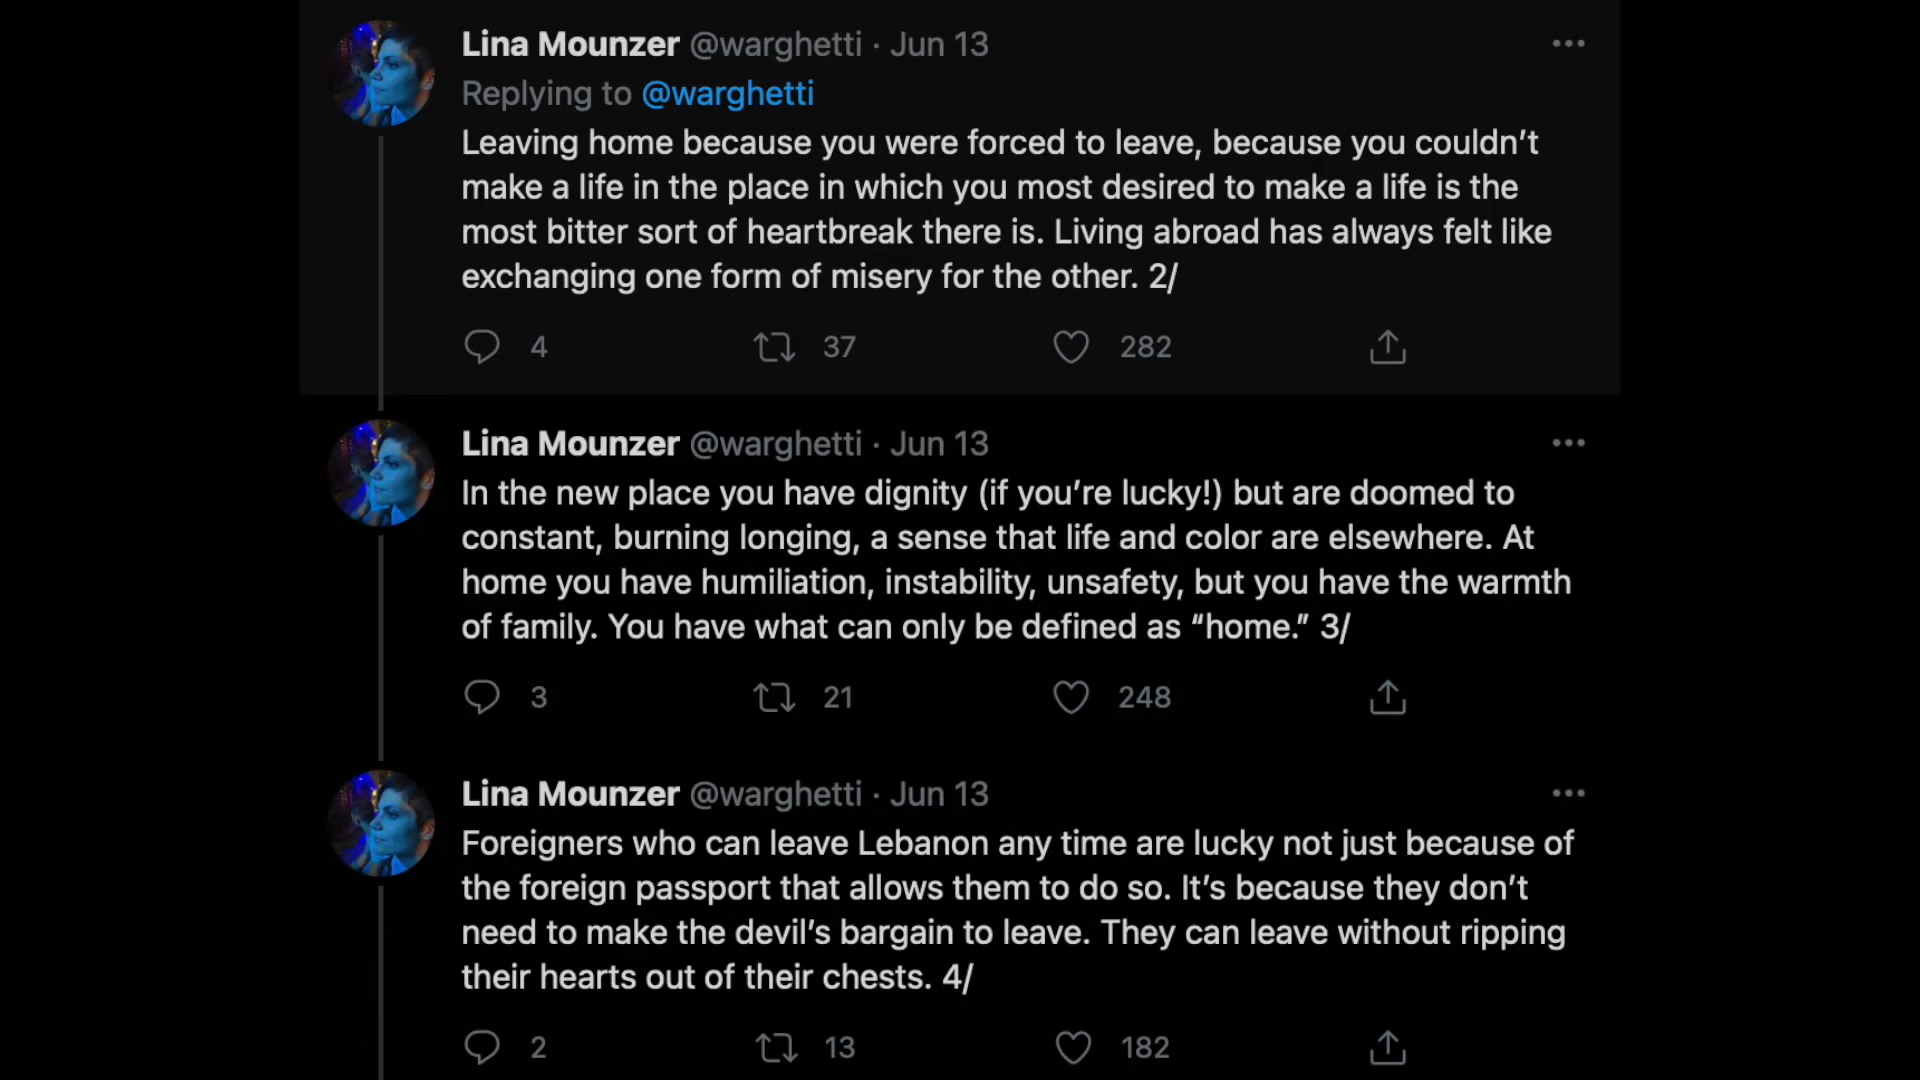 Lina Mounzer @warghetti · Jun 13
Replying to @warghetti
Leaving home because you were forced to leave, because you couldn’t
make a life in the place in which you most desired to make a life is the
most bitter sort of heartbreak there is. Living abroad has always felt like
exchanging one form of misery for the other. 2/
4 37 282
Lina Mounzer @warghetti · Jun 13
In the new place you have dignity (if you’re lucky!) but are doomed to
constant, burning longing, a sense that life and color are elsewhere. At
home you have humiliation, instability, unsafety, but you have the warmth
of family. You have what can only be defined as “home.” 3/
3 21 248
Lina Mounzer @warghetti · Jun 13
Foreigners who can leave Lebanon any time are lucky not just because of
the foreign passport that allows them to do so. It’s because they don’t
need to make the devil’s bargain to leave. They can leave without ripping
their hearts out of their chests. 4/
2 13 182